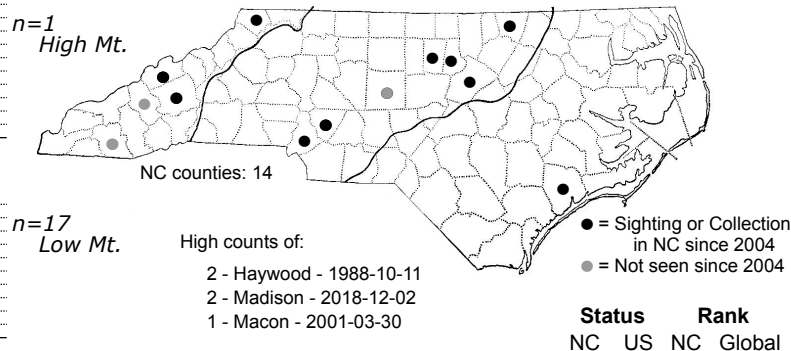 n=1
High Mt.
NC counties: 14
n=17
Low Mt.
High counts of:
2 - Haywood - 1988-10-11
2 - Madison - 2018-12-02
1 - Macon - 2001-03-30
= Sighting or Collection
in NC since 2004
= Not seen since 2004
Status Rank
NC US NC Global